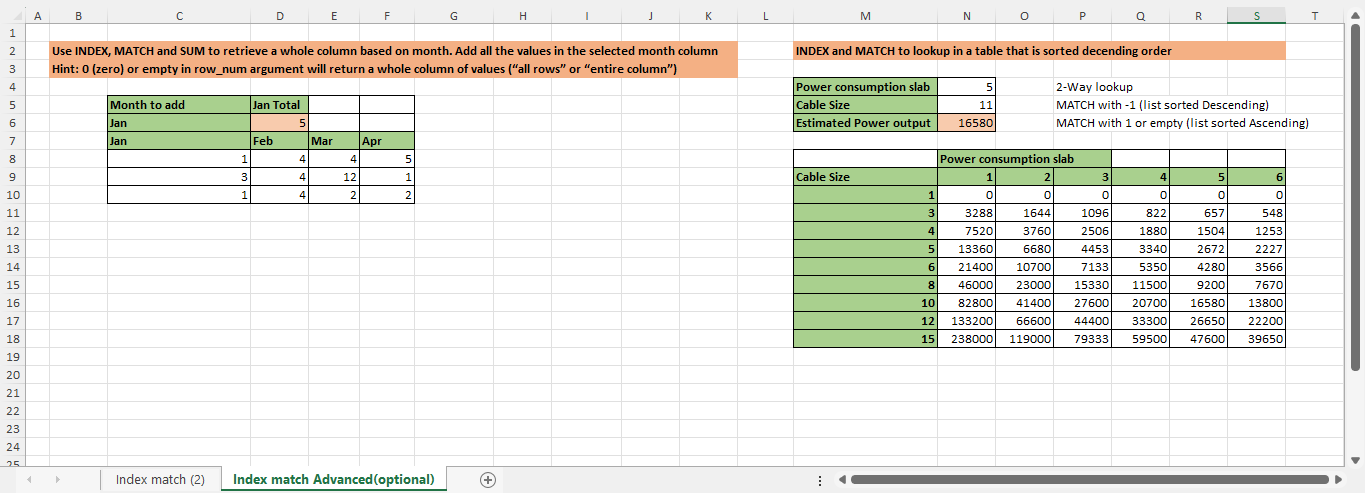 A B C D E F G H I J K L M N O P Q R S T
1
2 Use INDEX, MATCH and SUM to retrieve a whole column based on month. Add all the values in the selected month column INDEX and MATCH to lookup in a table that is sorted decending order
3 Hint: 0 (zero) or empty in row_num argument will return a whole column of values (“all rows” or “entire column”)
4 Power consumption slab 5 2-Way lookup
5 Month to add Jan Total Cable Size 11 MATCH with -1 (list sorted Descending)
6 Jan 5 Estimated Power output 16580 MATCH with 1 or empty (list sorted Ascending)
7 Jan Feb Mar Apr
8 1 4 4 5 Power consumption slab
9 3 4 12 1 Cable Size 1 2 3 4 5 6
10 1 4 2 2 1 0 0 0 0 0 0
11 3 3288 1644 1096 822 657 548
12 4 7520 3760 2506 1880 1504 1253
13 5 13360 6680 4453 3340 2672 2227
14 6 21400 10700 7133 5350 4280 3566
15 8 46000 23000 15330 11500 9200 7670
16 10 82800 41400 27600 20700 16580 13800
17 12 133200 66600 44400 33300 26650 22200
18 15 238000 119000 79333 59500 47600 39650
19
20
21
22
23
24
25
Index match (2) Index match Advanced(optional)